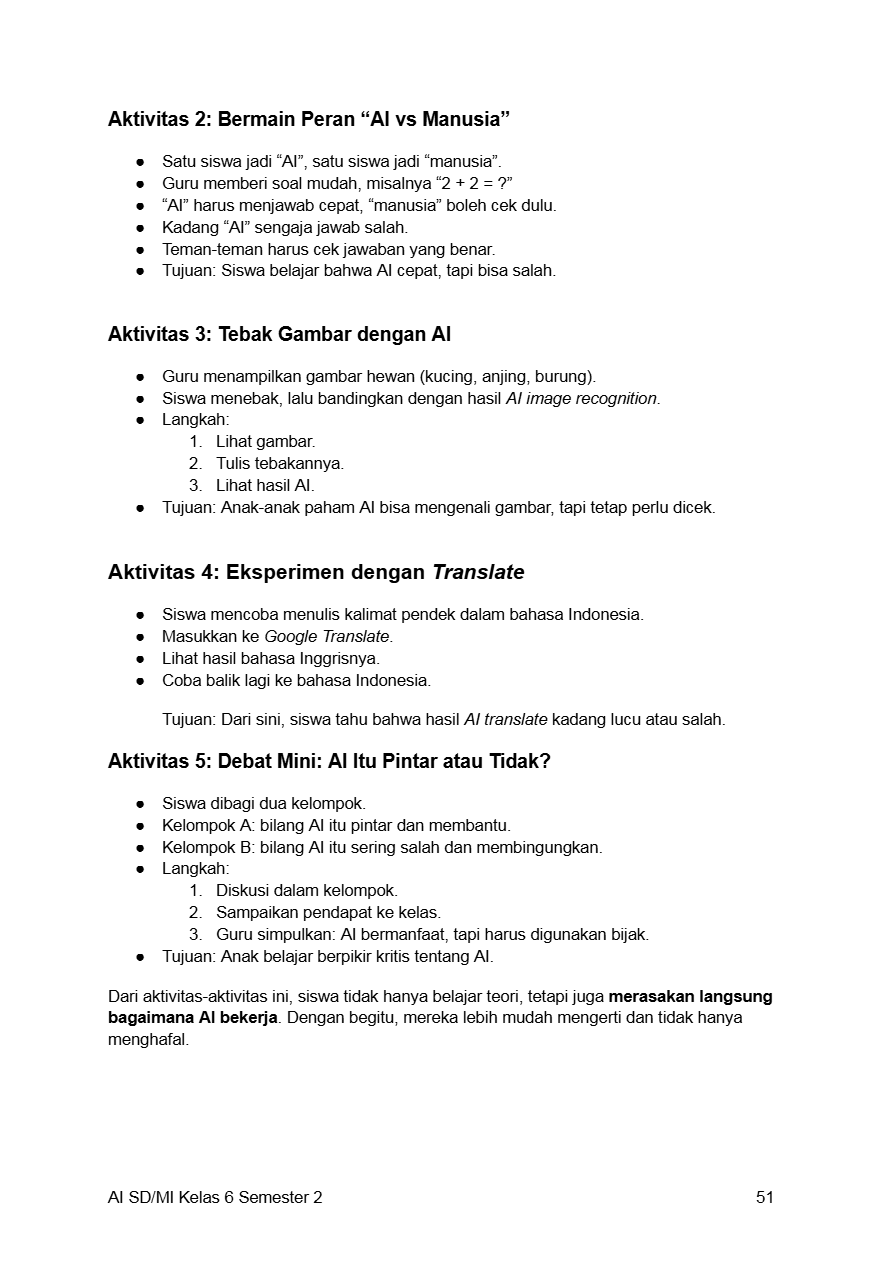 Aktivitas 2: Bermain Peran “AI vs Manusia”
● Satu siswa jadi “AI”, satu siswa jadi “manusia”.
● Guru memberi soal mudah, misalnya “2 + 2 = ?”
● “AI” harus menjawab cepat, “manusia” boleh cek dulu.
● Kadang “AI” sengaja jawab salah.
● Teman-teman harus cek jawaban yang benar.
● Tujuan: Siswa belajar bahwa AI cepat, tapi bisa salah.
Aktivitas 3: Tebak Gambar dengan AI
● Guru menampilkan gambar hewan (kucing, anjing, burung).
● Siswa menebak, lalu bandingkan dengan hasil AI image recognition.
● Langkah:
1. Lihat gambar.
2. Tulis tebakannya.
3. Lihat hasil AI.
● Tujuan: Anak-anak paham AI bisa mengenali gambar, tapi tetap perlu dicek.
Aktivitas 4: Eksperimen dengan Translate
● Siswa mencoba menulis kalimat pendek dalam bahasa Indonesia.
● Masukkan ke Google Translate.
● Lihat hasil bahasa Inggrisnya.
● Coba balik lagi ke bahasa Indonesia.
Tujuan: Dari sini, siswa tahu bahwa hasil AI translate kadang lucu atau salah.
Aktivitas 5: Debat Mini: AI Itu Pintar atau Tidak?
● Siswa dibagi dua kelompok.
● Kelompok A: bilang AI itu pintar dan membantu.
● Kelompok B: bilang AI itu sering salah dan membingungkan.
● Langkah:
1. Diskusi dalam kelompok.
2. Sampaikan pendapat ke kelas.
3. Guru simpulkan: AI bermanfaat, tapi harus digunakan bijak.
● Tujuan: Anak belajar berpikir kritis tentang AI.
Dari aktivitas-aktivitas ini, siswa tidak hanya belajar teori, tetapi juga merasakan langsung
bagaimana AI bekerja. Dengan begitu, mereka lebih mudah mengerti dan tidak hanya
menghafal.
AI SD/MI Kelas 6 Semester 2 51